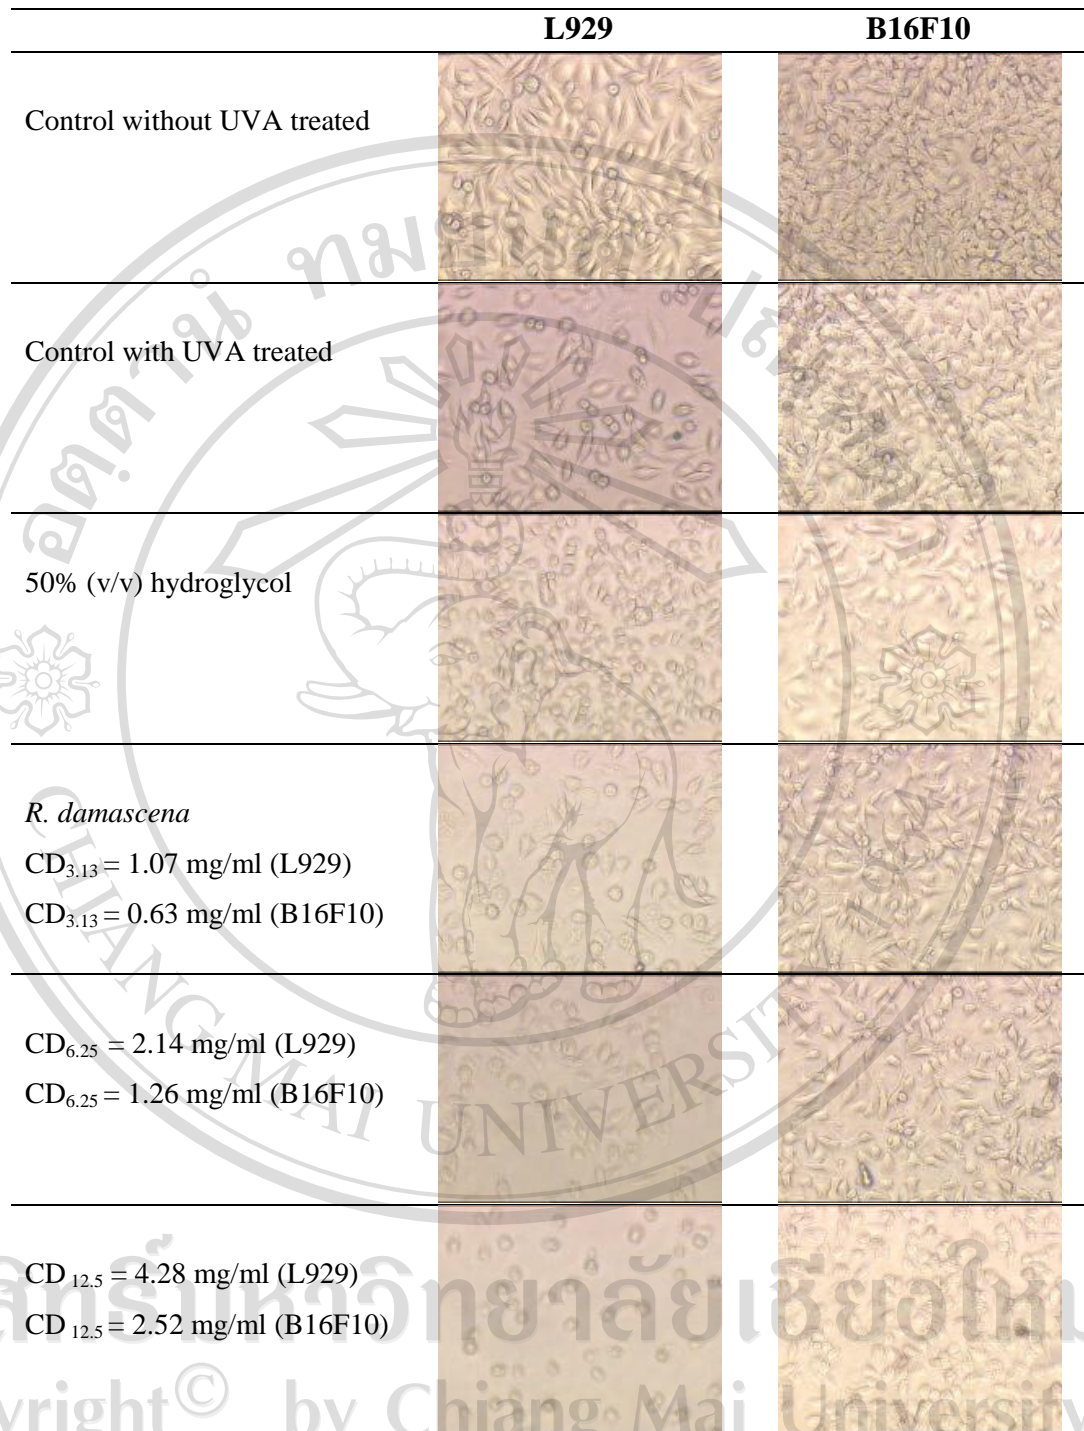 L929 B16F10
Control without UVA treated
Control with UVA treated
50% (v/v) hydroglycol
R. damascena
CD3.13 = 1.07 mg/ml (L929)
CD3.13 = 0.63 mg/ml (B16F10)
CD6.25 = 2.14 mg/ml (L929)
CD6.25 = 1.26 mg/ml (B16F10)
CD 12.5 = 4.28 mg/ml (L929)
CD 12.5 = 2.52 mg/ml (B16F10)
CHIANG MAI UNIVERSITY
by Chiang Mai University